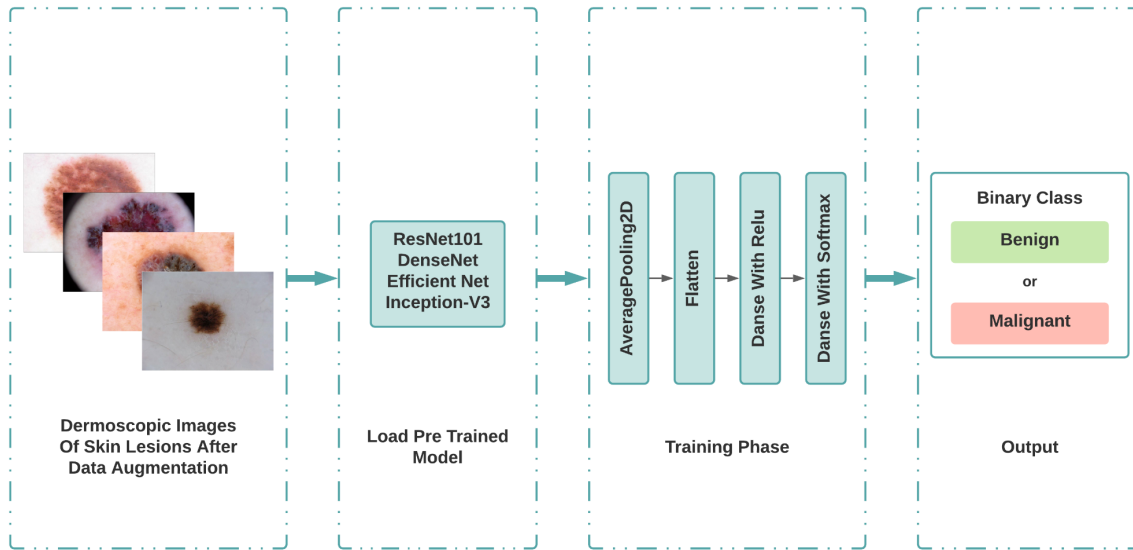 Dermoscopic Images
Of Skin Lesions After
Data Augmentation
ResNet101
DenseNet
Efficient Net
Inception-V3
Load Pre Trained
Model
AveragePooling2D
Flatten
Danse With Relu
Danse With Softmax
Training Phase
Binary Class
Benign
or
Malignant
Output